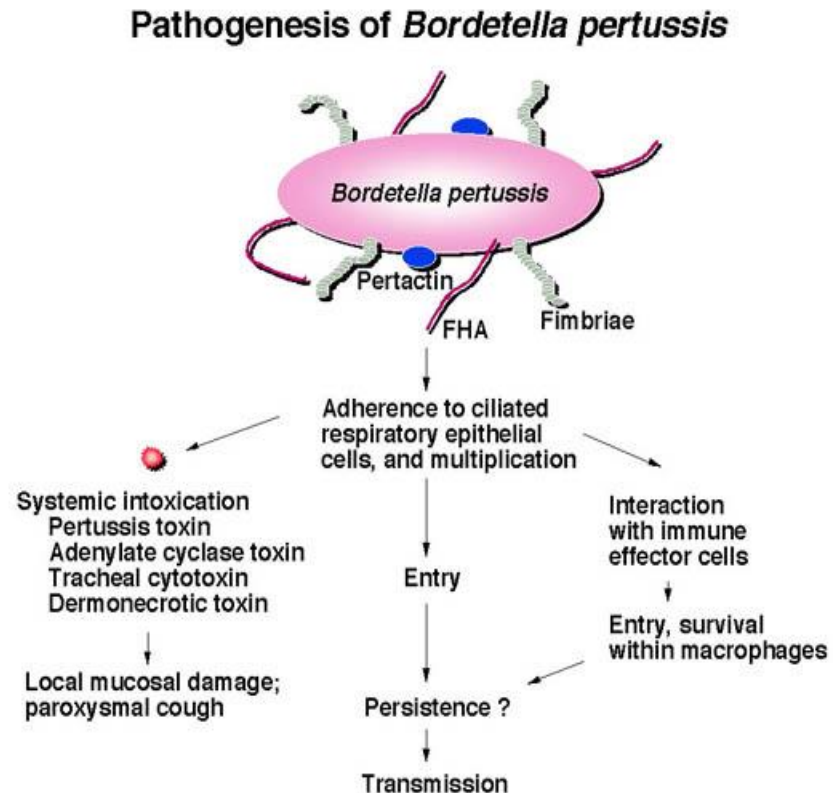 Pathogenesis of Bordetella pertussis
Bordetella pertussis
Pertactin
FHA
Fimbriae
Adherence to ciliated
respiratory epithelial
cells, and multiplication
Systemic intoxication
Pertussis toxin
Adenylate cyclase toxin
Tracheal cytotoxin
Dermonecrotic toxin
Local mucosal damage;
paroxysmal cough
Entry
Interaction
with immune
effector cells
Entry, survival
within macrophages
Persistence ?
Transmission